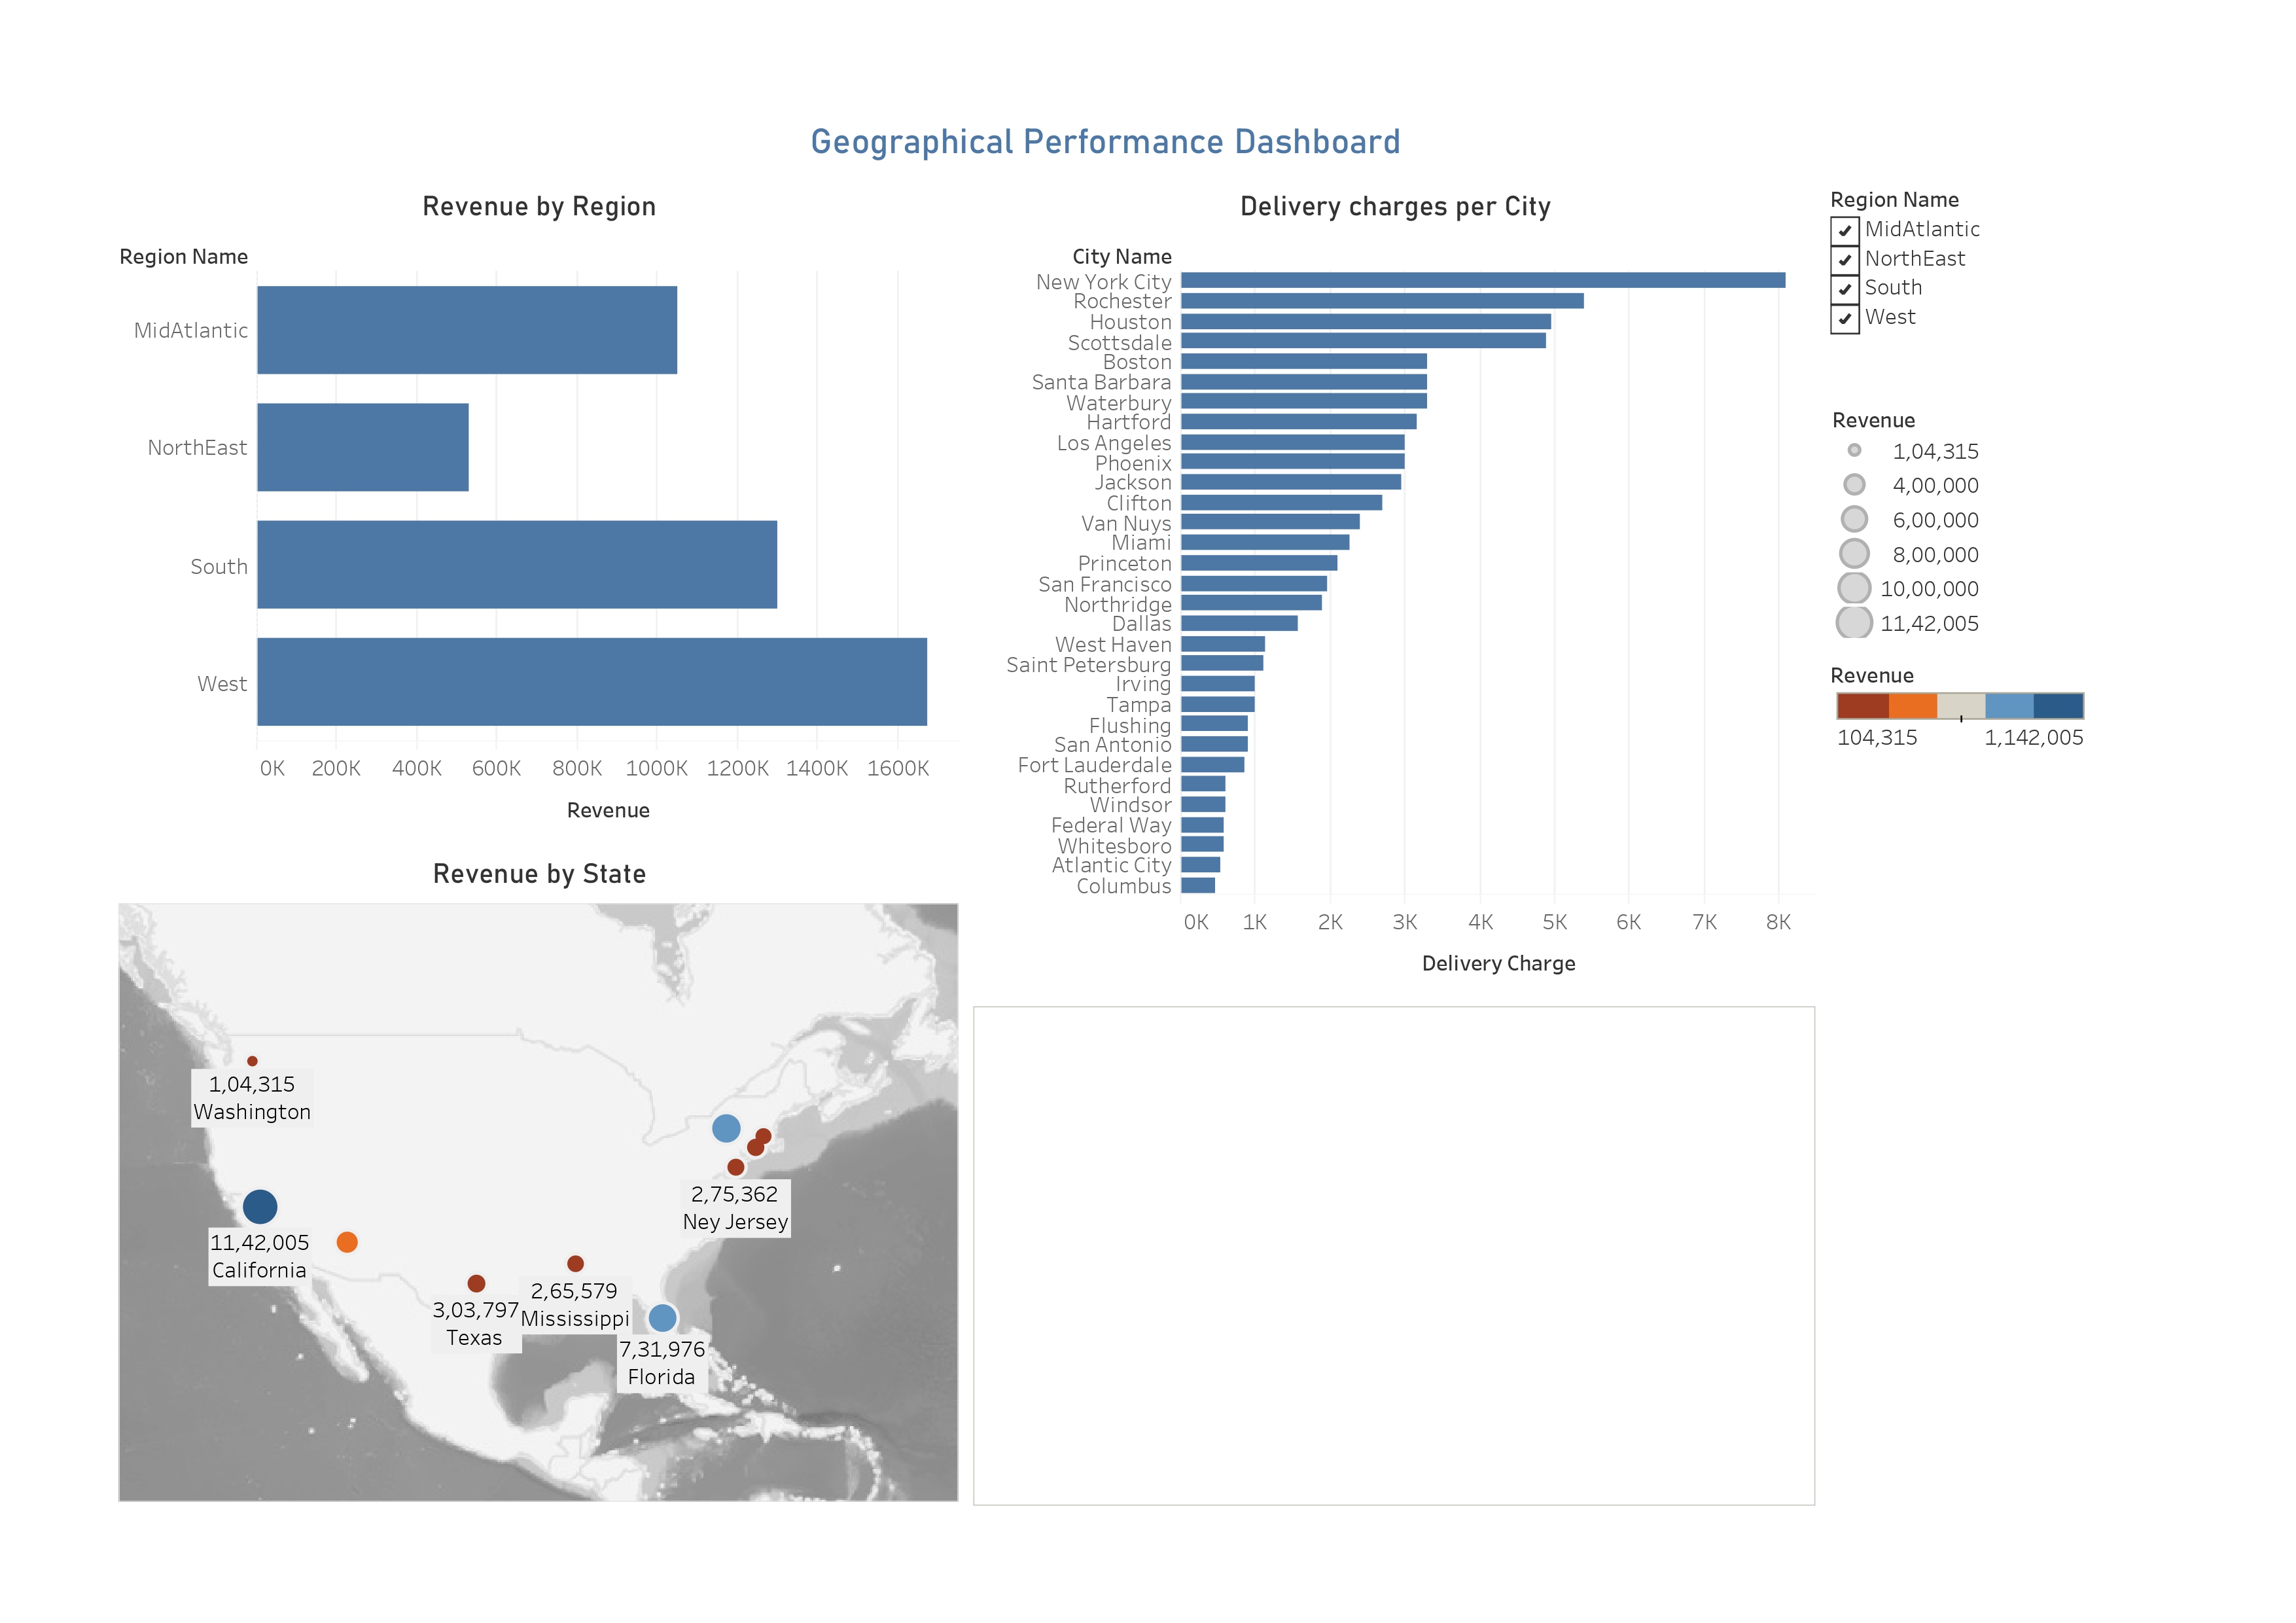 Geographical Performance Dashboard
Revenue by Region
Region Name
MidAtlantic
NorthEast
South
West
0K 200K 400K 600K 800K 1000K 1200K 1400K 1600K
Revenue
Delivery charges per City
City Name
New York City
Rochester
Houston
Scottsdale
Boston
Santa Barbara
Waterbury
Hartford
Los Angeles
Phoenix
Jackson
Clifton
Van Nuys
Miami
Princeton
San Francisco
Northridge
Dallas
West Haven
Saint Petersburg
Irving
Tampa
Flushing
San Antonio
Fort Lauderdale
Rutherford
Windsor
Federal Way
Whitesboro
Atlantic City
Columbus
0K 1K 2K 3K 4K 5K 6K 7K 8K
Delivery Charge
Region Name
MidAtlantic
NorthEast
South
West
Revenue
1,04,315
4,00,000
6,00,000
8,00,000
10,00,000
11,42,005
Revenue
104,315 1,142,005
Revenue by State
1,04,315
Washington
11,42,005
California
3,03,797
Texas
2,65,579
Mississippi
7,31,976
Florida
2,75,362
Ney Jersey